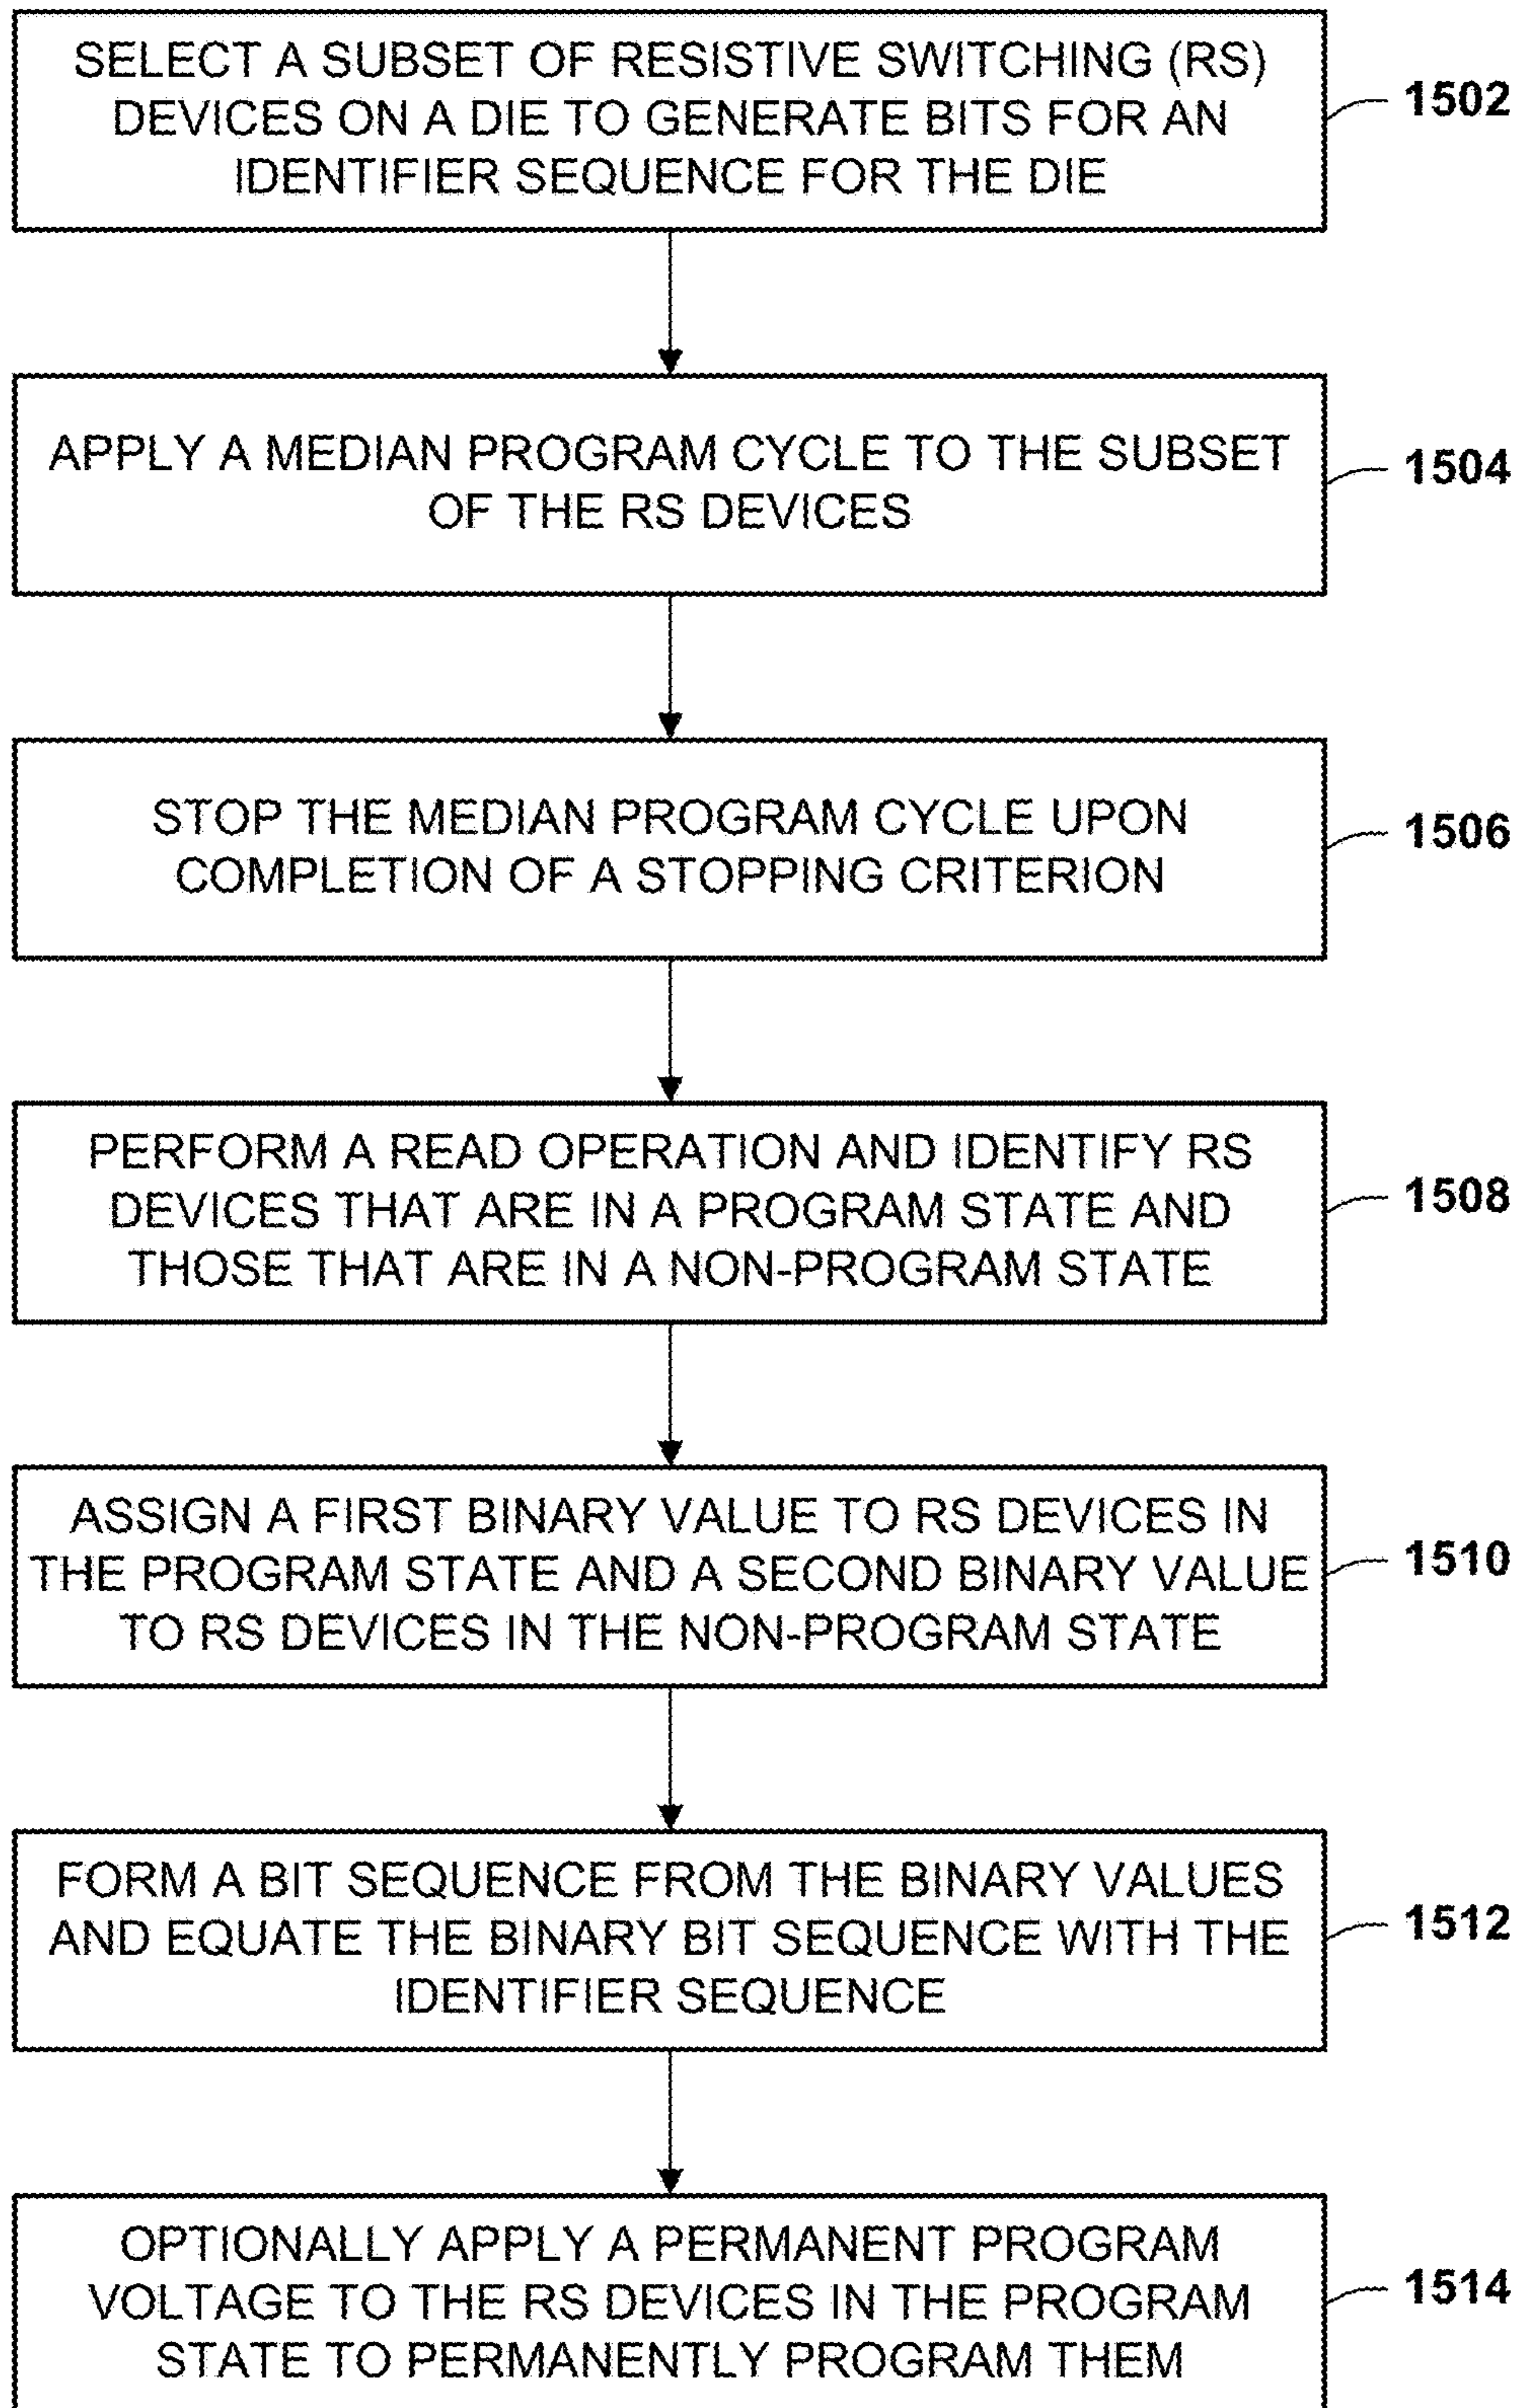 SELECT A SUBSET OF RESISTIVE SWITCHING (RS)
DEVICES ON A DIE TO GENERATE BITS FOR AN
IDENTIFIER SEQUENCE FOR THE DIE
1502
APPLY A MEDIAN PROGRAM CYCLE TO THE SUBSET
OF THE RS DEVICES
1504
STOP THE MEDIAN PROGRAM CYCLE UPON
COMPLETION OF A STOPPING CRITERION
1506
PERFORM A READ OPERATION AND IDENTIFY RS
DEVICES THAT ARE IN A PROGRAM STATE AND
THOSE THAT ARE IN A NON-PROGRAM STATE
1508
ASSIGN A FIRST BINARY VALUE TO RS DEVICES IN
THE PROGRAM STATE AND A SECOND BINARY VALUE
TO RS DEVICES IN THE NON-PROGRAM STATE
1510
FORM A BIT SEQUENCE FROM THE BINARY VALUES
AND EQUATE THE BINARY BIT SEQUENCE WITH THE
IDENTIFIER SEQUENCE
1512
OPTIONALLY APPLY A PERMANENT PROGRAM
VOLTAGE TO THE RS DEVICES IN THE PROGRAM
STATE TO PERMANENTLY PROGRAM THEM
1514